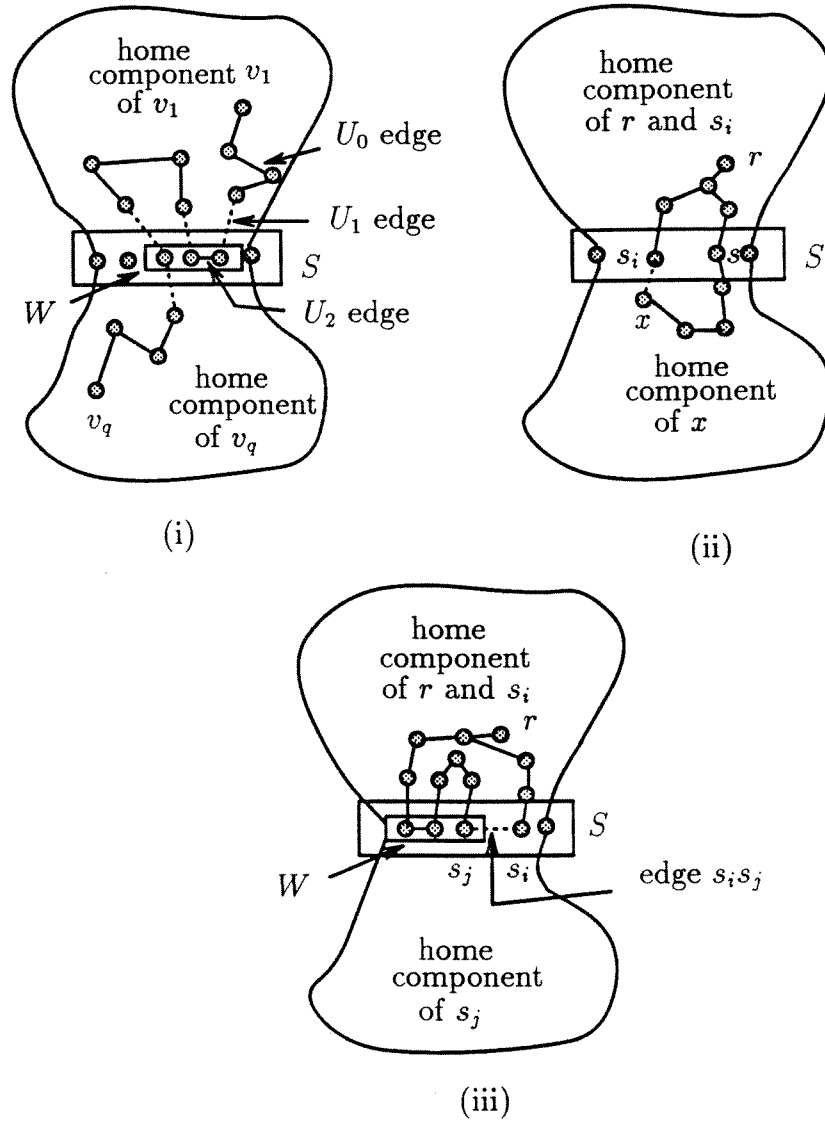 home
component v₁
of v₁
U₀ edge
U₁ edge
S
W
U₂ edge
home
component
of v_q
v_q
(i)
home
component
of r and sᵢ
r
sᵢ
s
S
x
home
component
of x
(ii)
home
component
of r and sᵢ
r
S
W
sⱼ
sᵢ
edge sᵢsⱼ
home
component
of sⱼ
(iii)